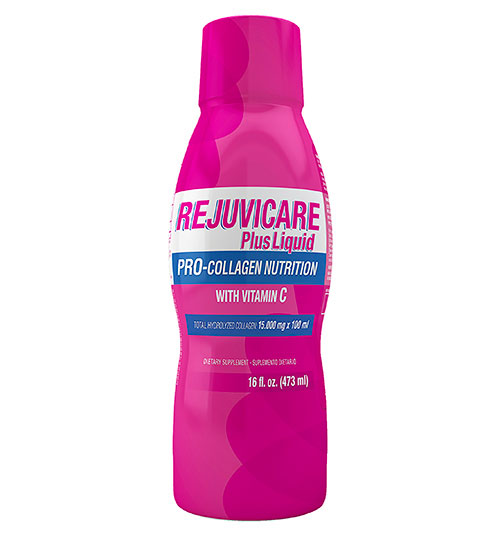 REJUVICARE
Plus Liquid
PRO-COLLAGEN NUTRITION
WITH VITAMIN C
TOTAL HYDROLYZED COLLAGEN 15.000 mg x 100 ml
DIETARY SUPPLEMENT - SUPLEMENTO DIETARIO
16 fl. oz. (473 ml)